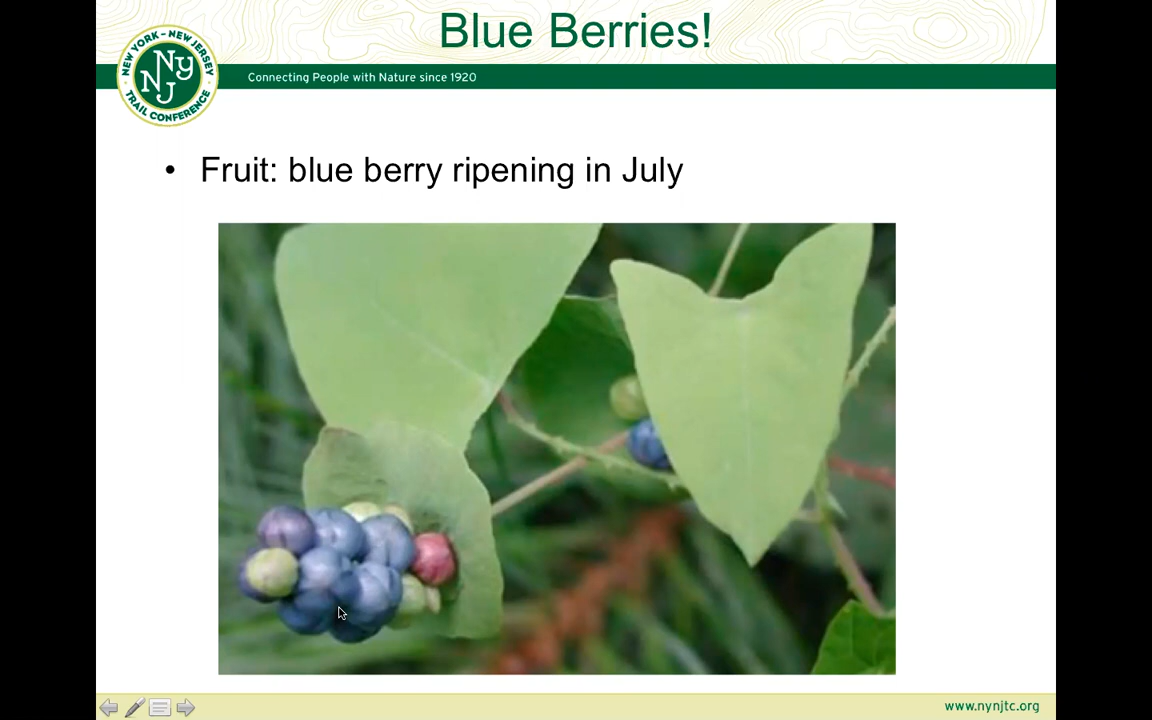 Blue Berries!
NEW YORK - NEW JERSEY
NY
NJ
TRAIL CONFERENCE
Connecting People with Nature since 1920
• Fruit: blue berry ripening in July
www.nynjtc.org